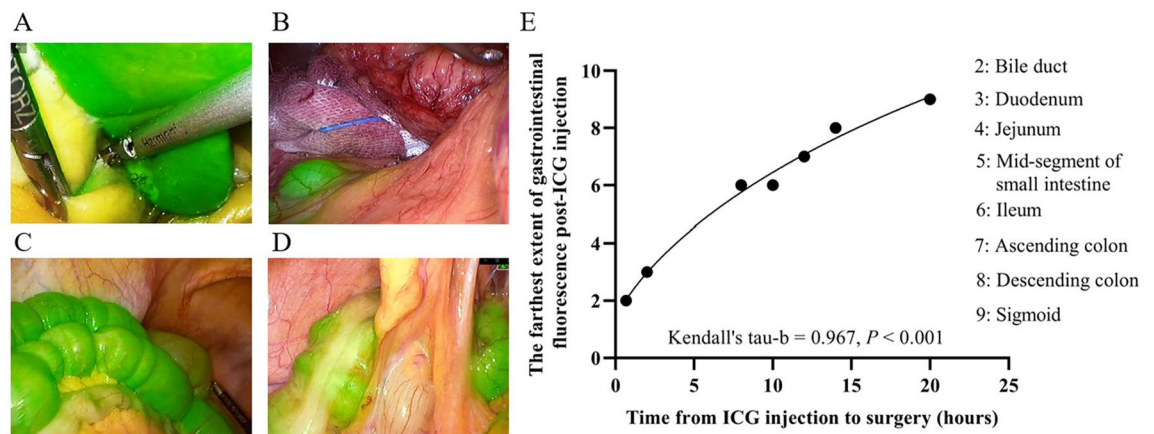 A
B
C
D
E
The farthest extent of gastrointestinal
fluorescence post-ICG injection
10
8
6
4
2
0
0
5
10
15
20
25
Kendall's tau-b = 0.967, P < 0.001
Time from ICG injection to surgery (hours)
2: Bile duct
3: Duodenum
4: Jejunum
5: Mid-segment of
small intestine
6: Ileum
7: Ascending colon
8: Descending colon
9: Sigmoid